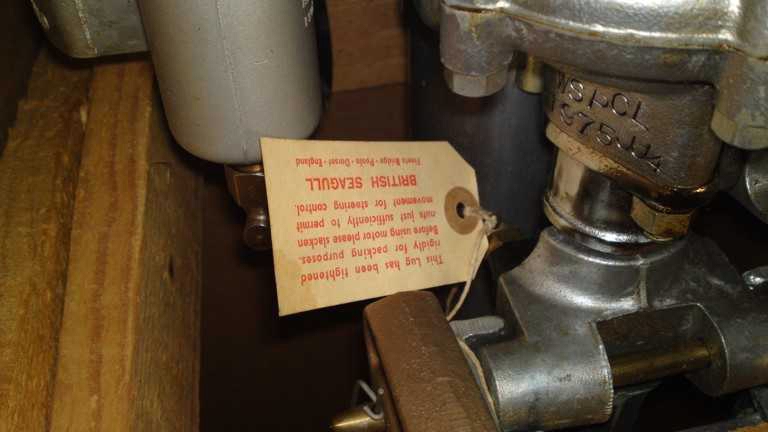 This Lug has been tightened
rigidly for packing purposes.
Before using motor please slacken
nuts just sufficiently to permit
movement for steering control.
BRITISH SEAGULL
Fleets Bridge · Poole · Dorset · England
WSPCL